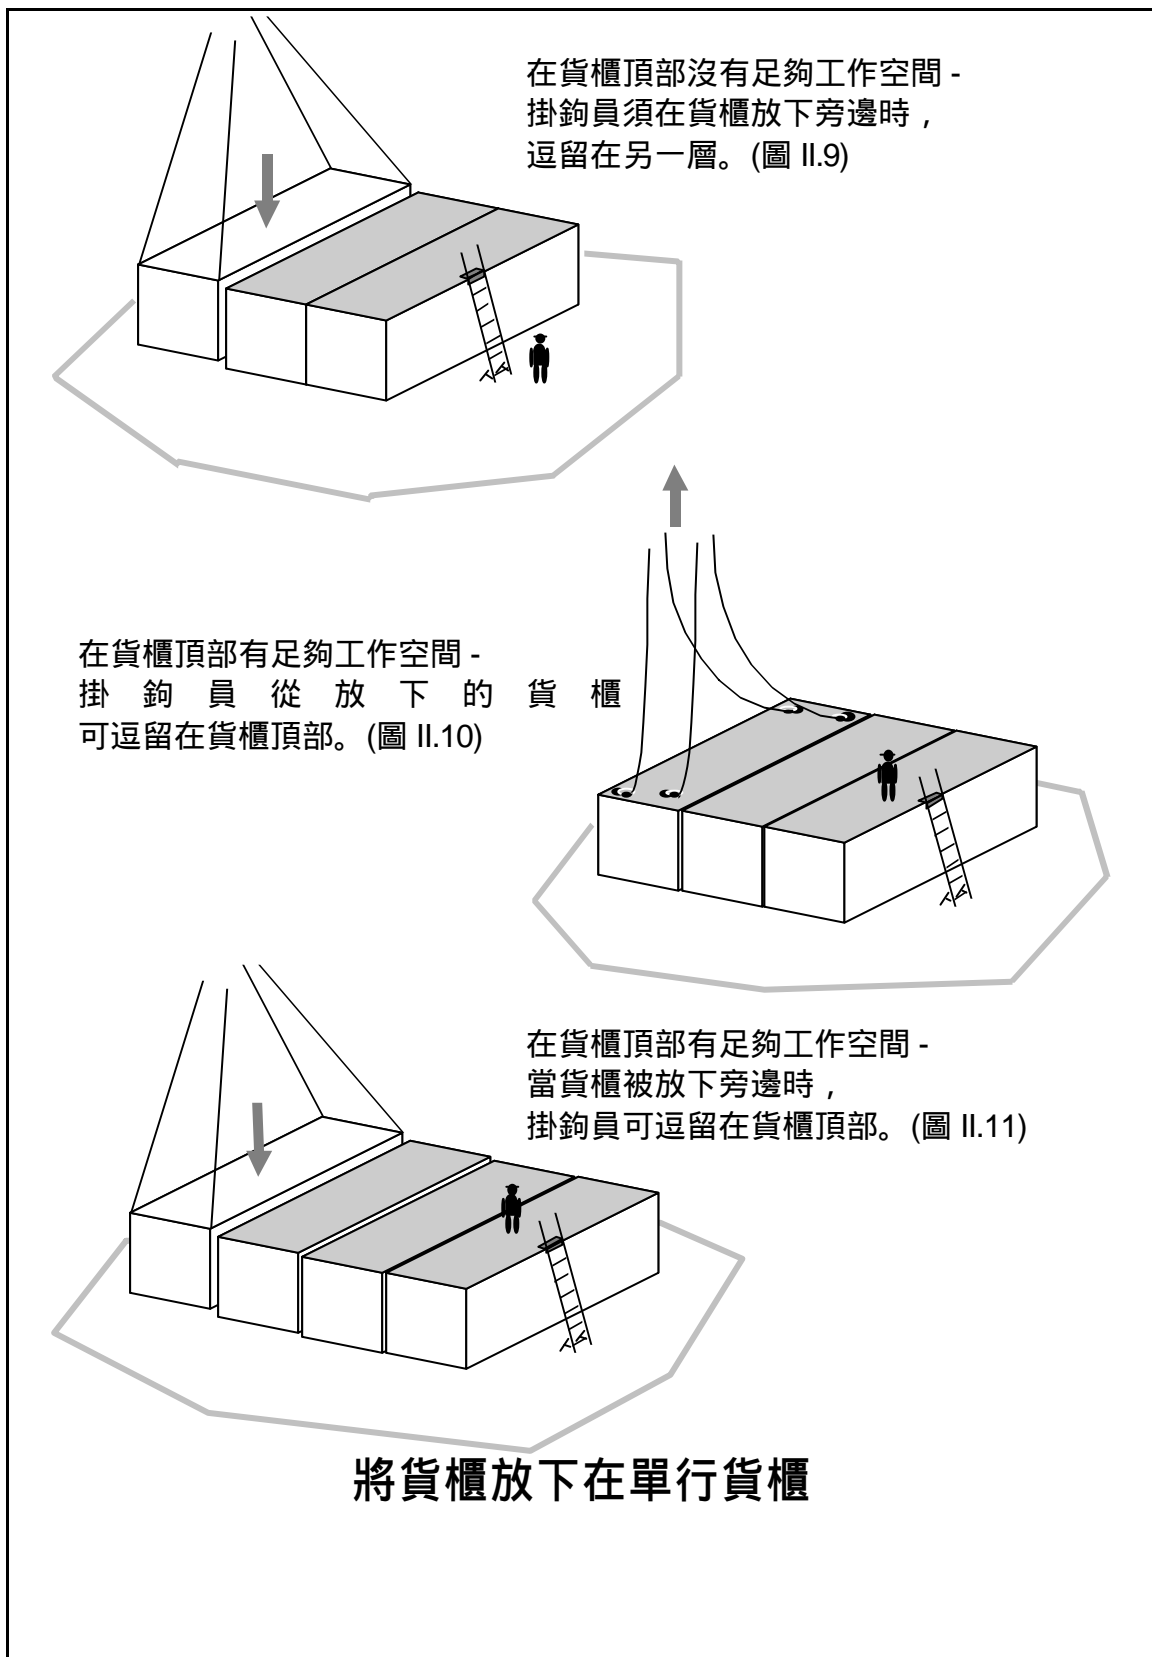 在貨櫃頂部沒有足夠工作空間 -
掛鉤員須在貨櫃放下旁邊時，
逗留在另一層。(圖 II.9)
在貨櫃頂部有足夠工作空間 -
掛鉤員從放下的貨櫃
可逗留在貨櫃頂部。(圖 II.10)
在貨櫃頂部有足夠工作空間 -
當貨櫃被放下旁邊時，
掛鉤員可逗留在貨櫃頂部。(圖 II.11)
將貨櫃放下在單行貨櫃